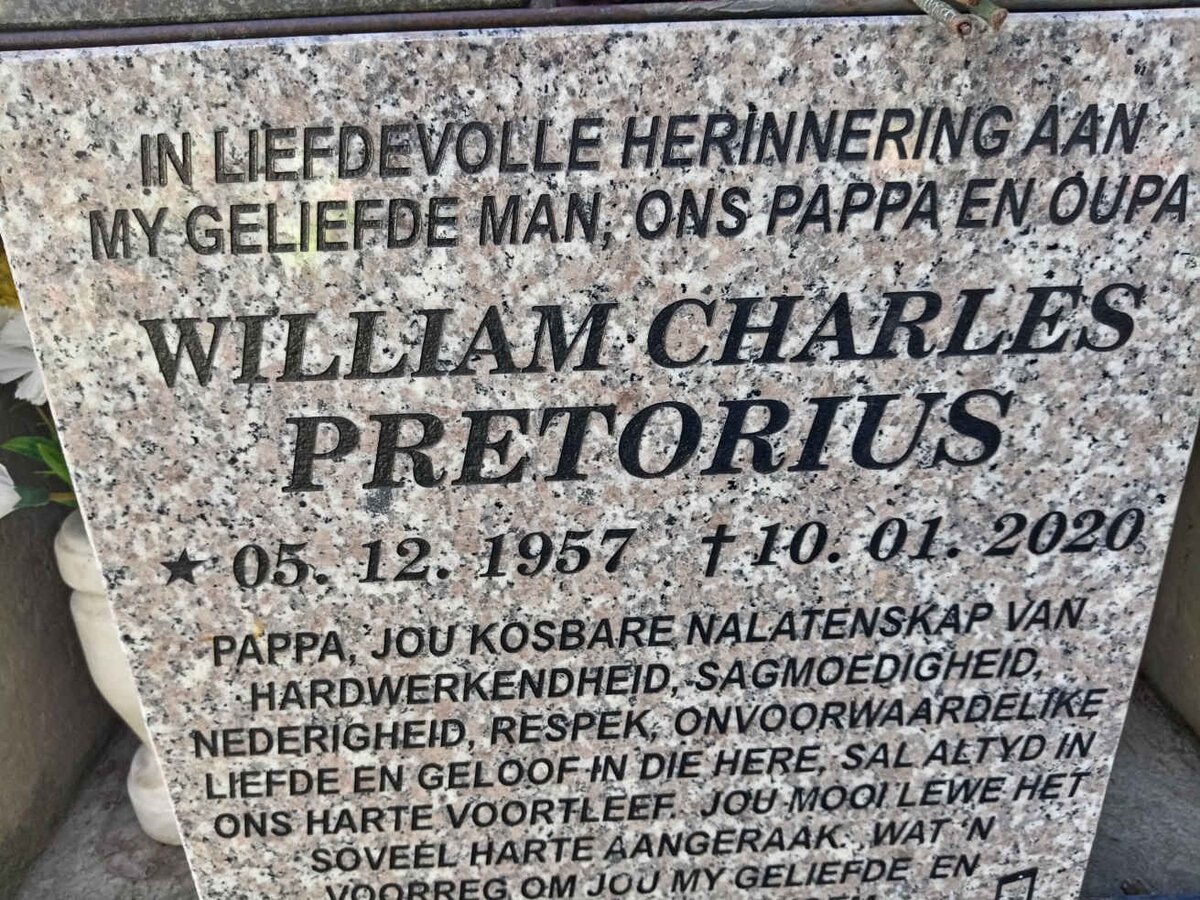 IN LIEFDEVOLLE HERINNERING AAN
MY GELIEFDE MAN, ONS PAPPA EN OUPA
WILLIAM CHARLES
PRETORIUS
★ 05. 12. 1957 †10. 01. 2020
PAPPA, JOU KOSBARE NALATENSKAP VAN
HARDWERKENDHEID, SAGMOEDIGHEID,
NEDERIGHEID, RESPEK, ONVOORWAARDELIKE
LIEFDE EN GELOOF IN DIE HERE, SAL ALTYD IN
ONS HARTE VOORTLEEF. JOU MOOI LEWE HET
SOVEEL HARTE AANGERAAK. WAT 'N
VOORREG OM JOU MY GELIEFDE EN